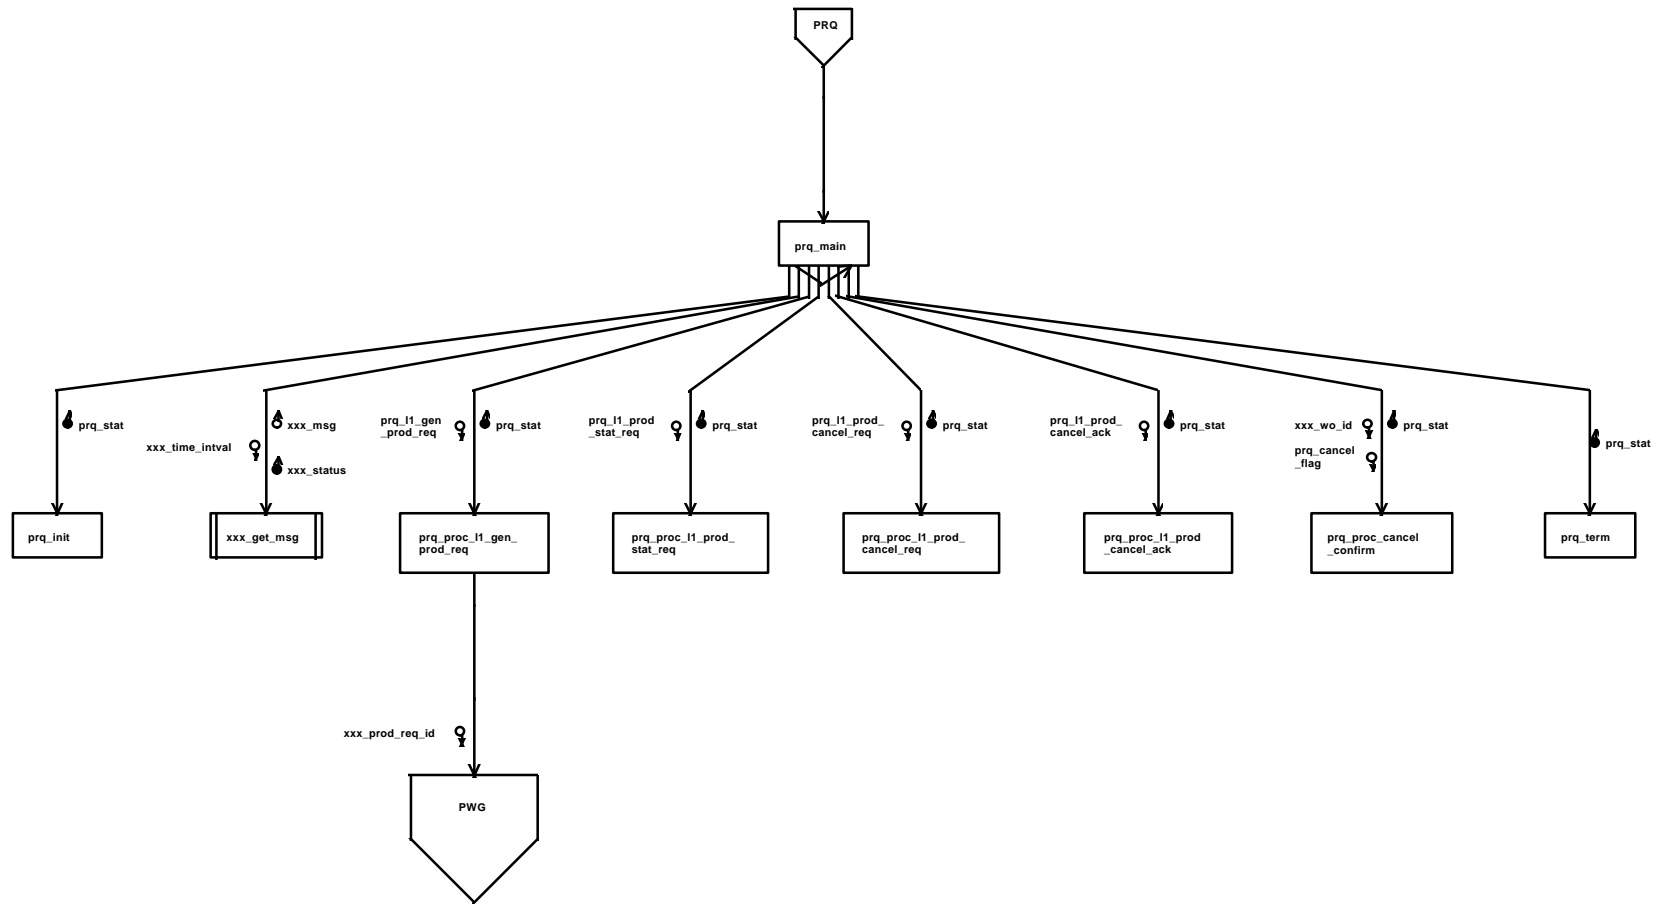 PRQ
prq_main
prq_stat
xxx_time_intval
xxx_msg
xxx_status
prq_l1_gen
_prod_req
prq_stat
prq_l1_prod
_stat_req
prq_stat
prq_l1_prod_
cancel_req
prq_stat
prq_l1_prod_
cancel_ack
prq_stat
xxx_wo_id
prq_cancel
_flag
prq_stat
prq_stat
prq_init
xxx_get_msg
prq_proc_l1_gen_
prod_req
prq_proc_l1_prod_
stat_req
prq_proc_l1_prod_
cancel_req
prq_proc_l1_prod
_cancel_ack
prq_proc_cancel
_confirm
prq_term
xxx_prod_req_id
PWG